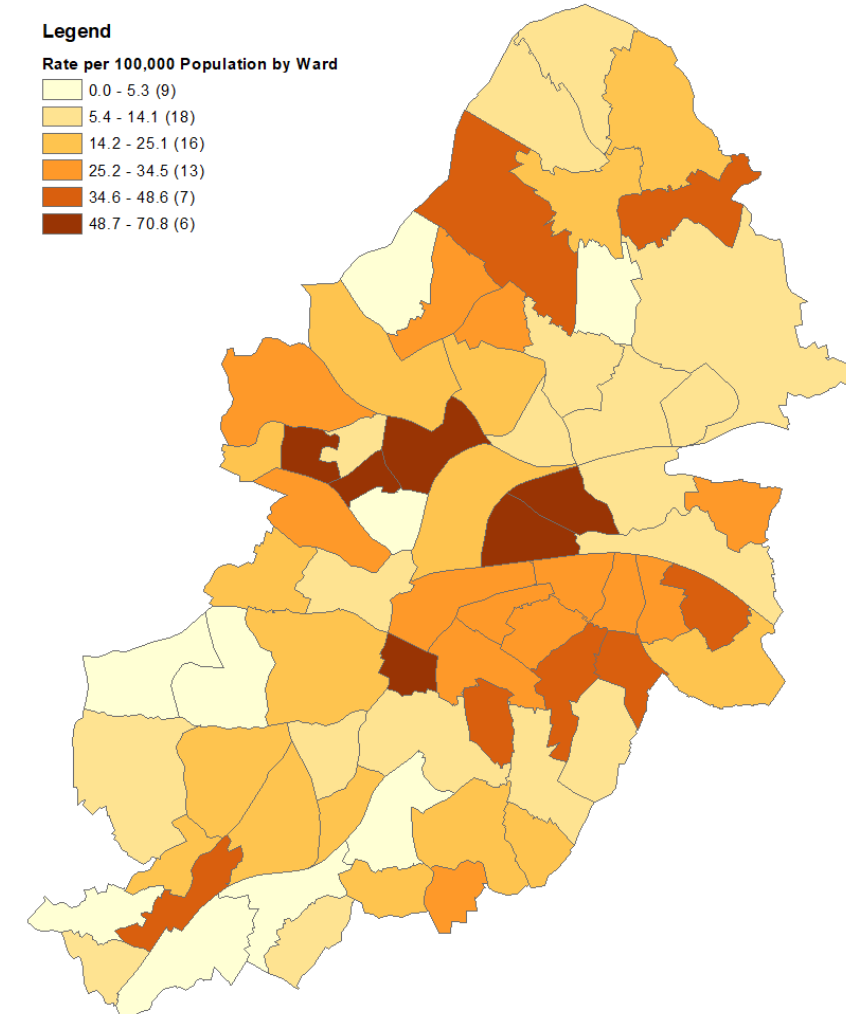 Legend
Rate per 100,000 Population by Ward
0.0 - 5.3 (9)
5.4 - 14.1 (18)
14.2 - 25.1 (16)
25.2 - 34.5 (13)
34.6 - 48.6 (7)
48.7 - 70.8 (6)